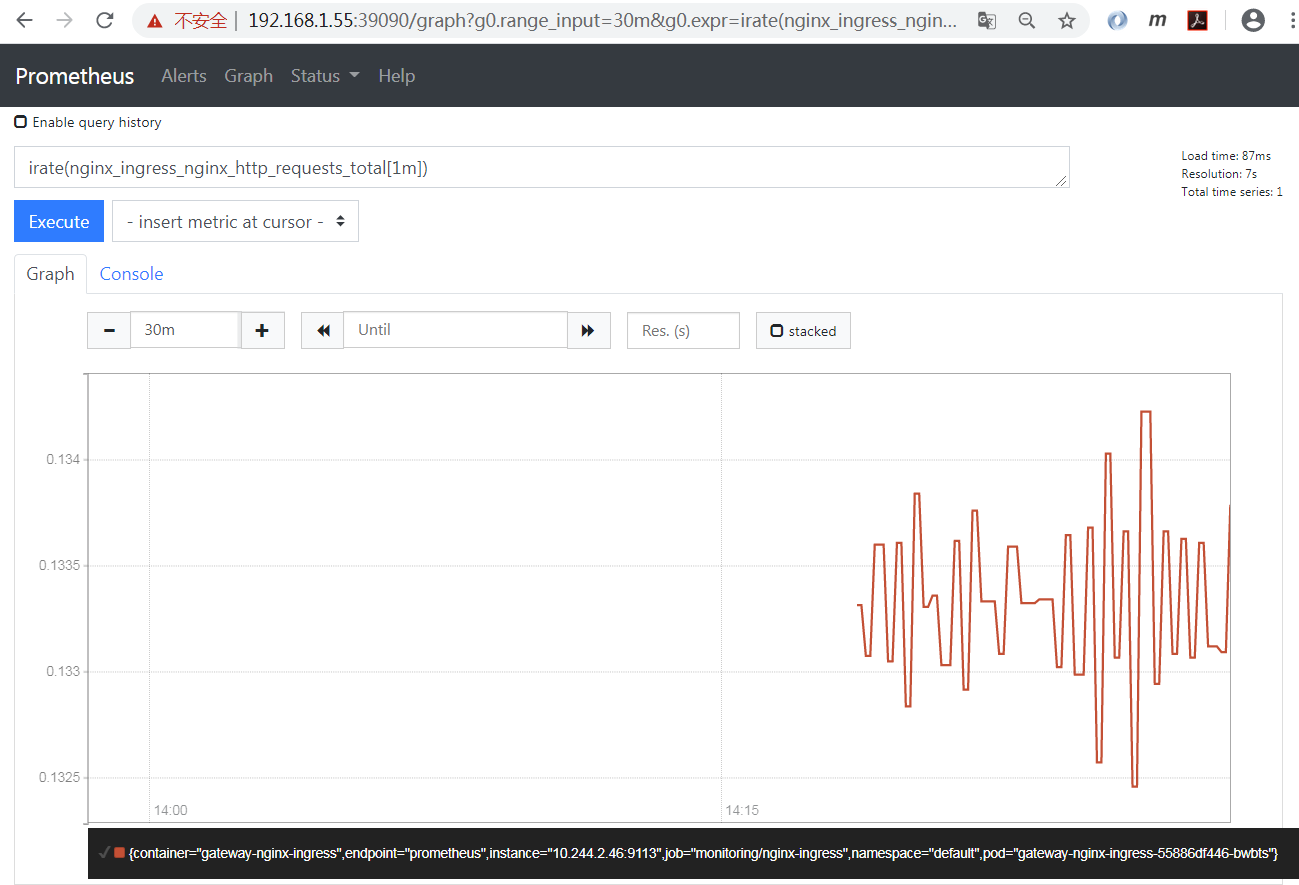 不安全 | 192.168.1.55:39090/graph?g0.range_input=30m&g0.expr=irate(nginx_ingress_ngin...
Prometheus Alerts Graph Status Help
Enable query history
irate(nginx_ingress_nginx_http_requests_total[1m])
Load time: 87ms
Resolution: 7s
Total time series: 1
Execute - insert metric at cursor -
Graph Console
30m Until Res. (s) stacked
0.134
0.1335
0.133
0.1325
14:00 14:15
{container="gateway-nginx-ingress",endpoint="prometheus",instance="10.244.2.46:9113",job="monitoring/nginx-ingress",namespace="default",pod="gateway-nginx-ingress-55886df446-bwbts"}